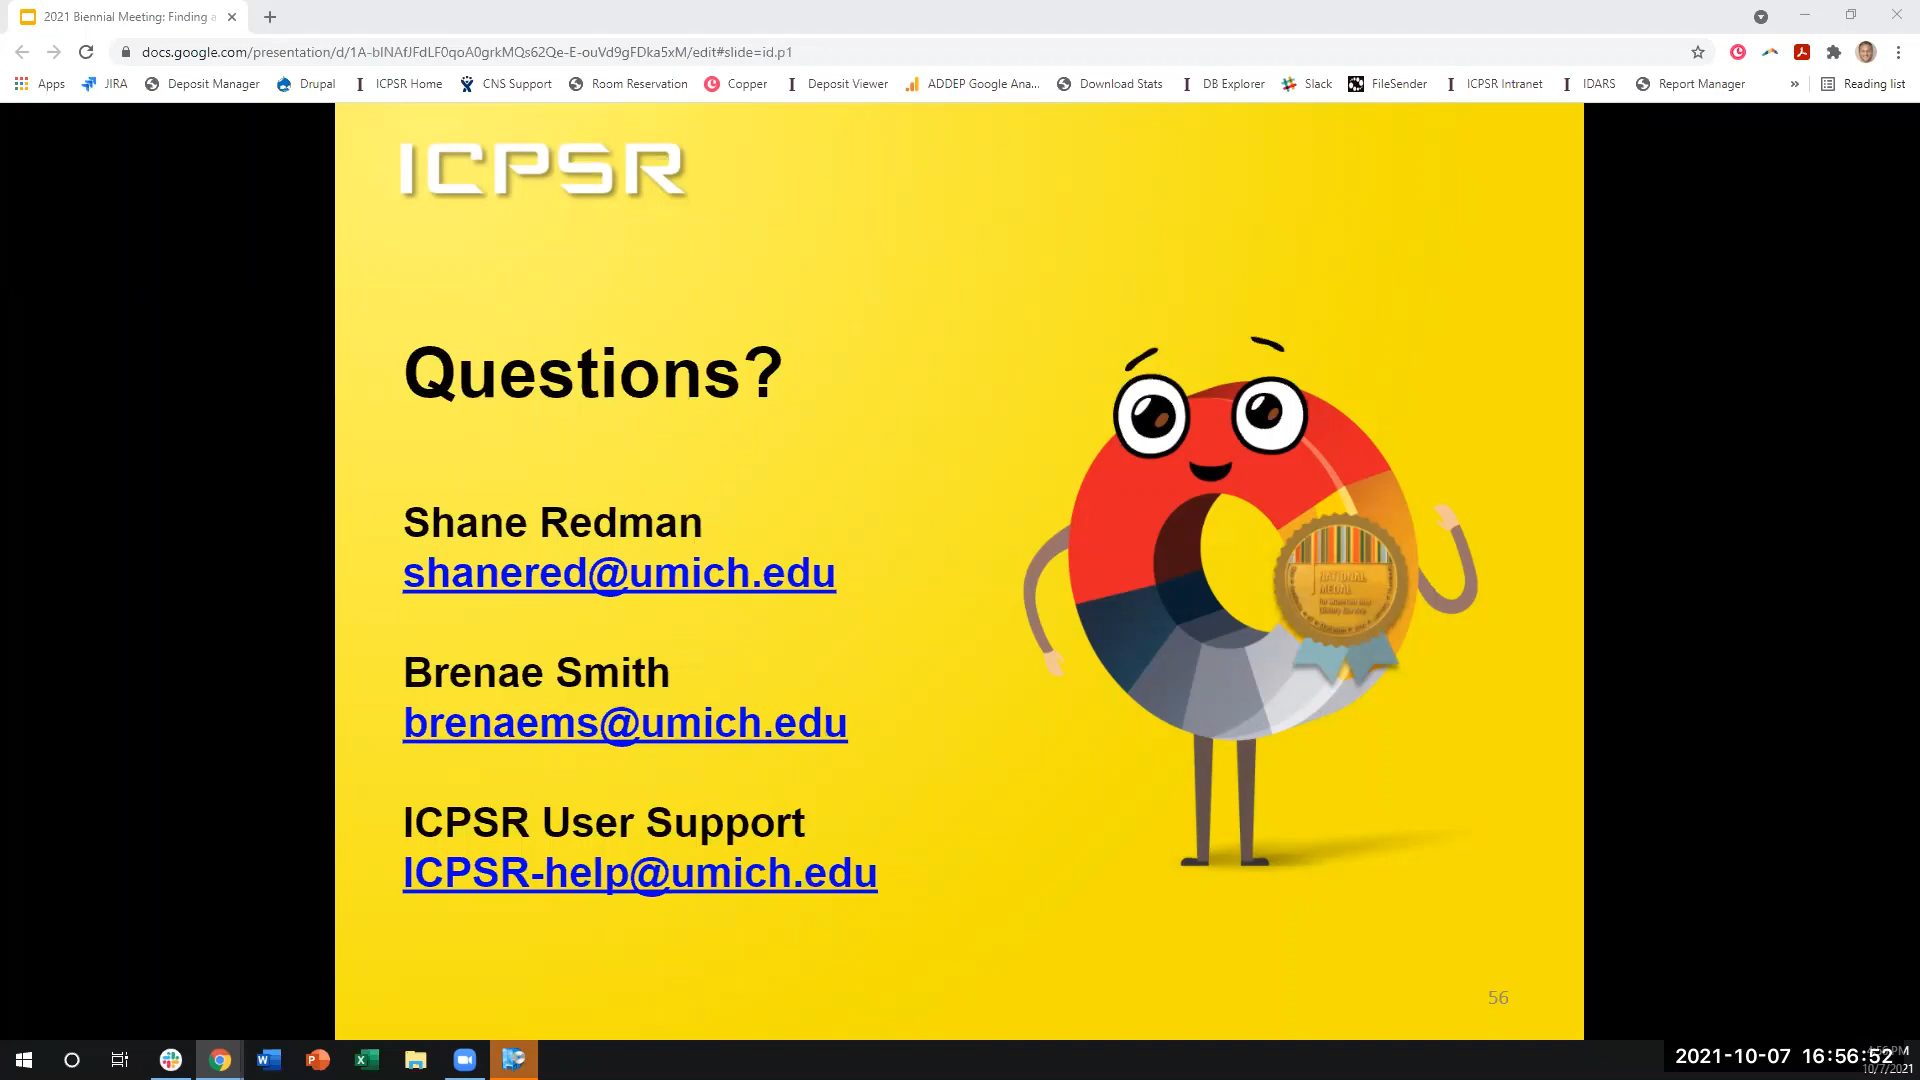 2021 Biennial Meeting: Finding a
docs.google.com/presentation/d/1A-bINAfJFdLF0qoA0grkMQs62Qe-E-ouVd9gFDka5xM/edit#slide=id.p1
Apps JIRA Deposit Manager Drupal ICPSR Home CNS Support Room Reservation Copper Deposit Viewer ADDEP Google Ana... Download Stats DB Explorer Slack FileSender ICPSR Intranet IDARS Report Manager » Reading list
ICPSR
Questions?
Shane Redman
shanered@umich.edu
Brenae Smith
brenaems@umich.edu
ICPSR User Support
ICPSR-help@umich.edu
NATIONAL
MEDAL
56
2021-10-07 16:56:52
10/7/2021